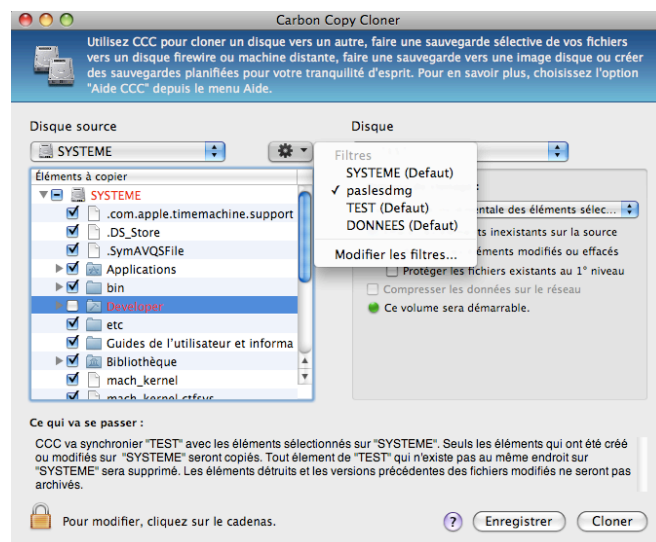 Carbon Copy Cloner
Utilisez CCC pour cloner un disque vers un autre, faire une sauvegarde sélective de vos fichiers
vers un disque firewire ou machine distante, faire une sauvegarde vers une image disque ou créer
des sauvegardes planifiées pour votre tranquilité d'esprit. Pour en savoir plus, choisissez l'option
"Aide CCC" depuis le menu Aide.
Disque source
Disque
SYSTEME
Filtres
SYSTEME (Defaut)
paslesdmg
TEST (Defaut)
DONNEES (Defaut)
Modifier les filtres...
Éléments à copier
SYSTEME
.com.apple.timemachine.support
.DS_Store
.SymAVQSFile
Applications
bin
Developer
etc
Guides de l'utilisateur et informa
Bibliothèque
mach_kernel
mach_kernel.ctfsys
:
entale des éléments sélec...
ts inexistants sur la source
éments modifiés ou effacés
Protéger les fichiers existants au 1° niveau
Compresser les données sur le réseau
Ce volume sera démarrable.
Ce qui va se passer :
CCC va synchronier "TEST" avec les éléments sélectionnés sur "SYSTEME". Seuls les éléments qui ont été créé
ou modifiés sur "SYSTEME" seront copiés. Tout élement de "TEST" qui n'existe pas au même endroit sur
"SYSTEME" sera supprimé. Les éléments détruits et les versions précédentes des fichiers modifiés ne seront pas
archivés.
Pour modifier, cliquez sur le cadenas.
?
Enregistrer
Cloner